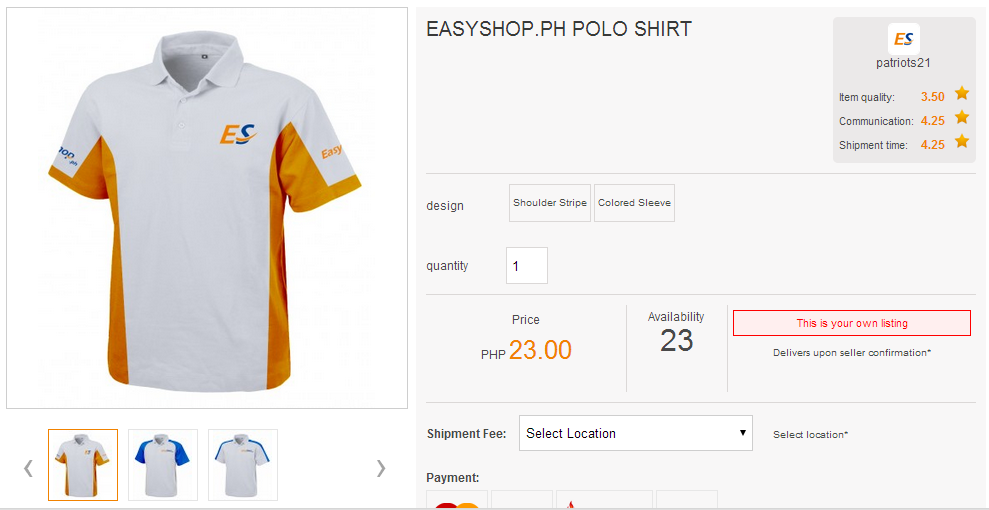 ES
hop.ph
Easy
EASYSHOP.PH POLO SHIRT
ES
patriots21
Item quality: 3.50
Communication: 4.25
Shipment time: 4.25
design
Shoulder Stripe
Colored Sleeve
quantity
1
Price
PHP 23.00
Availability
23
This is your own listing
Delivers upon seller confirmation*
Shipment Fee:
Select Location
Select location*
Payment: